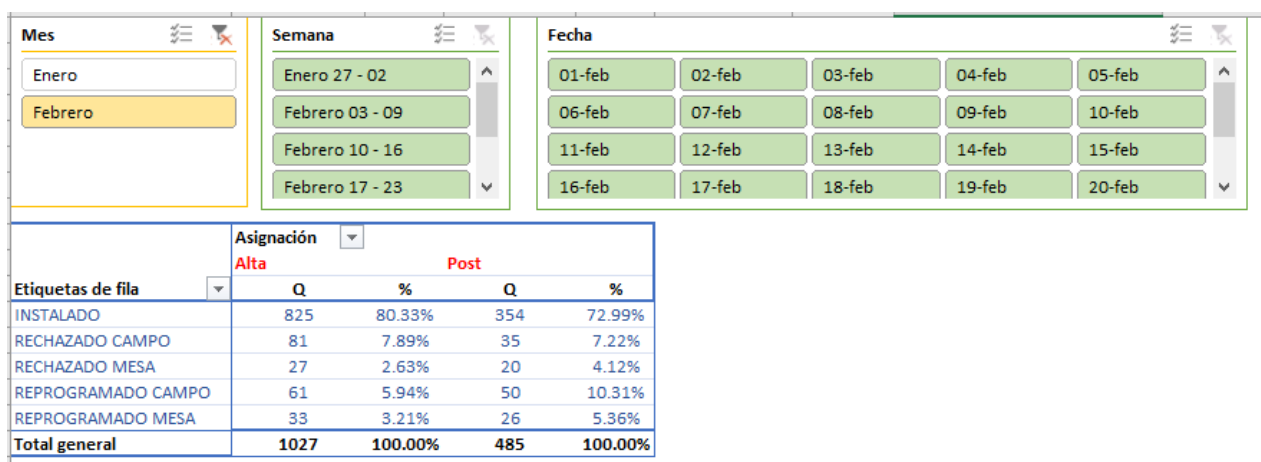 Mes Semana Fecha
Enero Enero 27 - 02 01-feb 02-feb 03-feb 04-feb 05-feb
Febrero Febrero 03 - 09 06-feb 07-feb 08-feb 09-feb 10-feb
Febrero 10 - 16 11-feb 12-feb 13-feb 14-feb 15-feb
Febrero 17 - 23 16-feb 17-feb 18-feb 19-feb 20-feb
Asignación
Alta Post
Etiquetas de fila Q % Q %
INSTALADO 825 80.33% 354 72.99%
RECHAZADO CAMPO 81 7.89% 35 7.22%
RECHAZADO MESA 27 2.63% 20 4.12%
REPROGRAMADO CAMPO 61 5.94% 50 10.31%
REPROGRAMADO MESA 33 3.21% 26 5.36%
Total general 1027 100.00% 485 100.00%